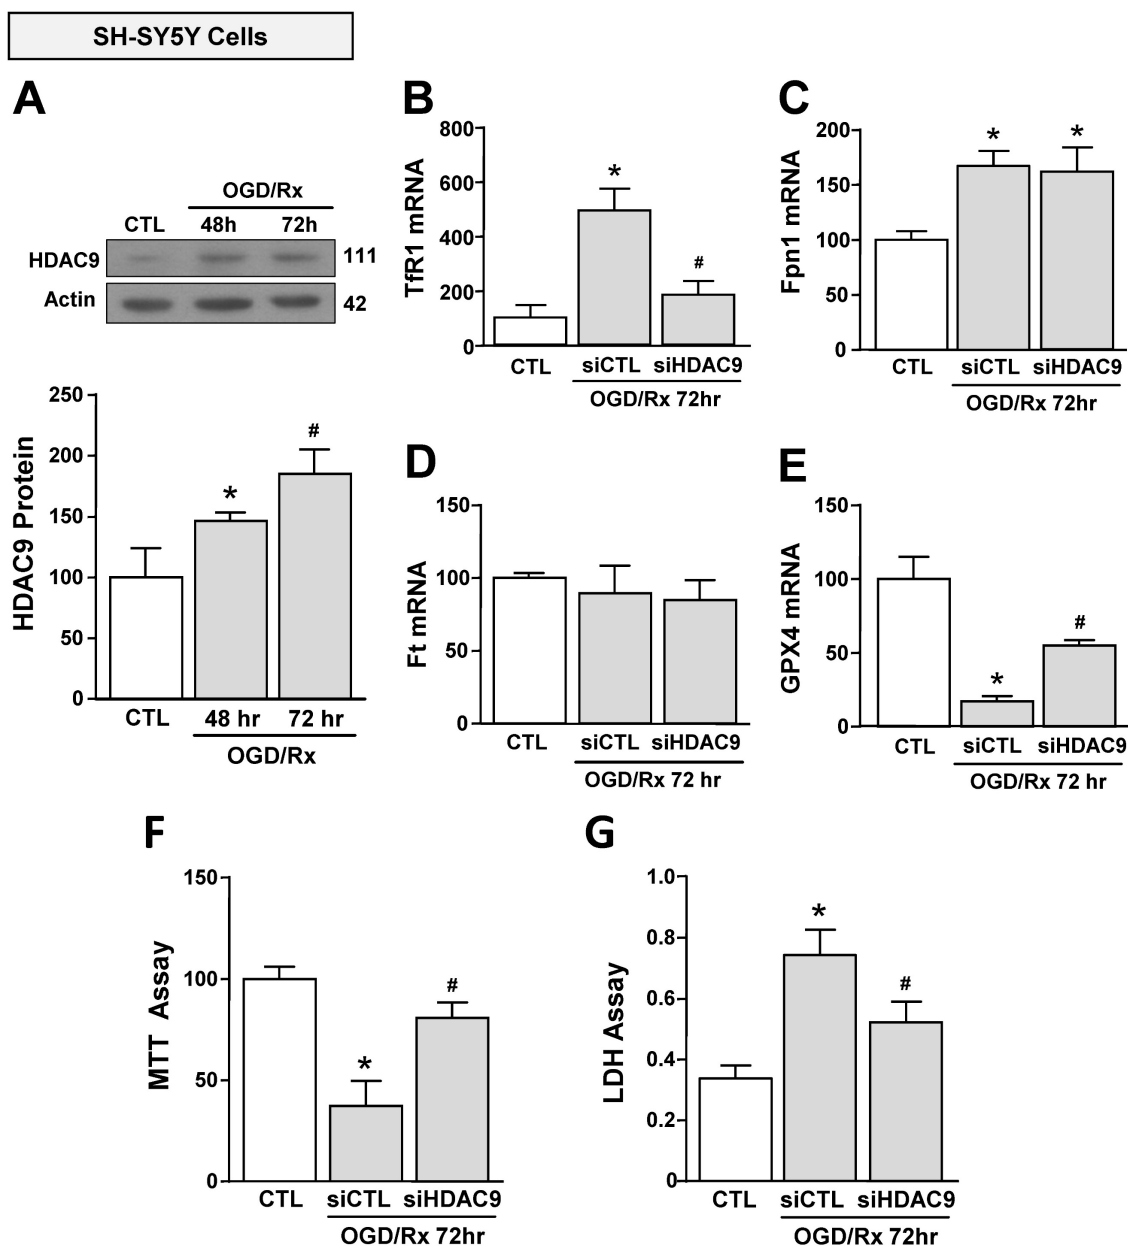 SH-SY5Y Cells
A
OGD/Rx
CTL 48h 72h
HDAC9 111
Actin 42
250
200
150
100
50
0
HDAC9 Protein
*
#
CTL 48 hr 72 hr
OGD/Rx
B
800
600
400
200
0
TfR1 mRNA
*
#
CTL siCTL siHDAC9
OGD/Rx 72hr
C
200
150
100
50
0
Fpn1 mRNA
*
*
CTL siCTL siHDAC9
OGD/Rx 72hr
D
150
100
50
0
Ft mRNA
CTL siCTL siHDAC9
OGD/Rx 72 hr
E
150
100
50
0
GPX4 mRNA
*
#
CTL siCTL siHDAC9
OGD/Rx 72 hr
F
150
100
50
0
MTT Assay
*
#
CTL siCTL siHDAC9
OGD/Rx 72hr
G
1.0
0.8
0.6
0.4
0.2
0
LDH Assay
*
#
CTL siCTL siHDAC9
OGD/Rx 72hr